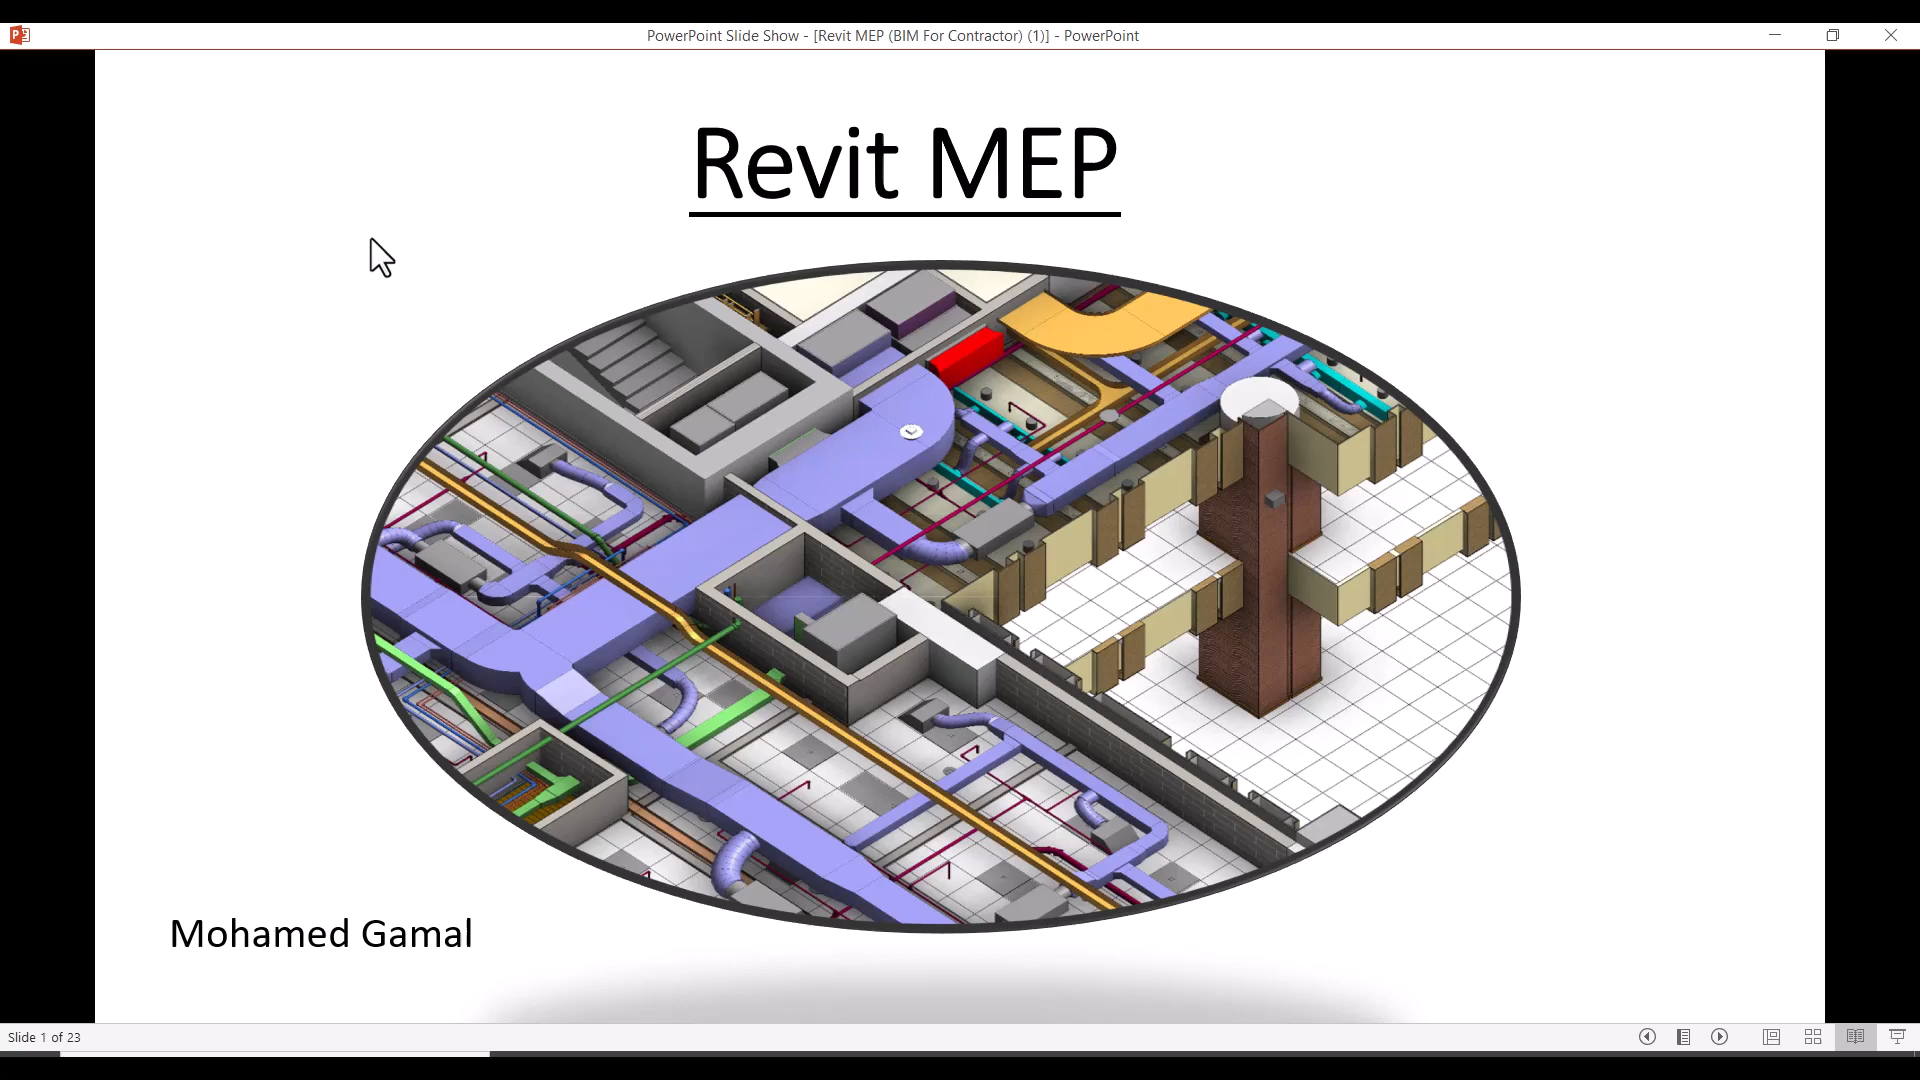 PowerPoint Slide Show - [Revit MEP (BIM For Contractor) (1)] - PowerPoint
Revit MEP
Mohamed Gamal
Slide 1 of 23